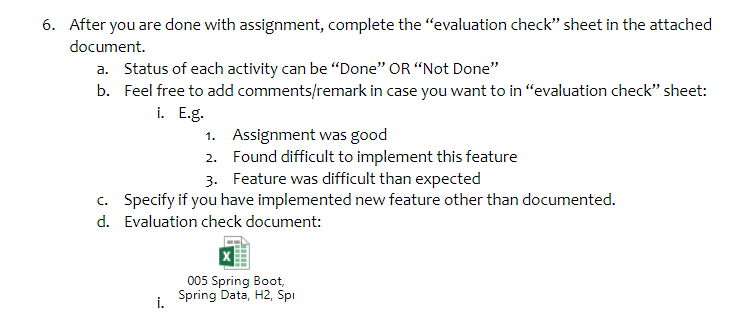 6. After you are done with assignment, complete the “evaluation check” sheet in the attached
document.
a. Status of each activity can be “Done” OR “Not Done”
b. Feel free to add comments/remark in case you want to in “evaluation check” sheet:
i. E.g.
1. Assignment was good
2. Found difficult to implement this feature
3. Feature was difficult than expected
c. Specify if you have implemented new feature other than documented.
d. Evaluation check document:
X
005 Spring Boot,
i. Spring Data, H2, Spi